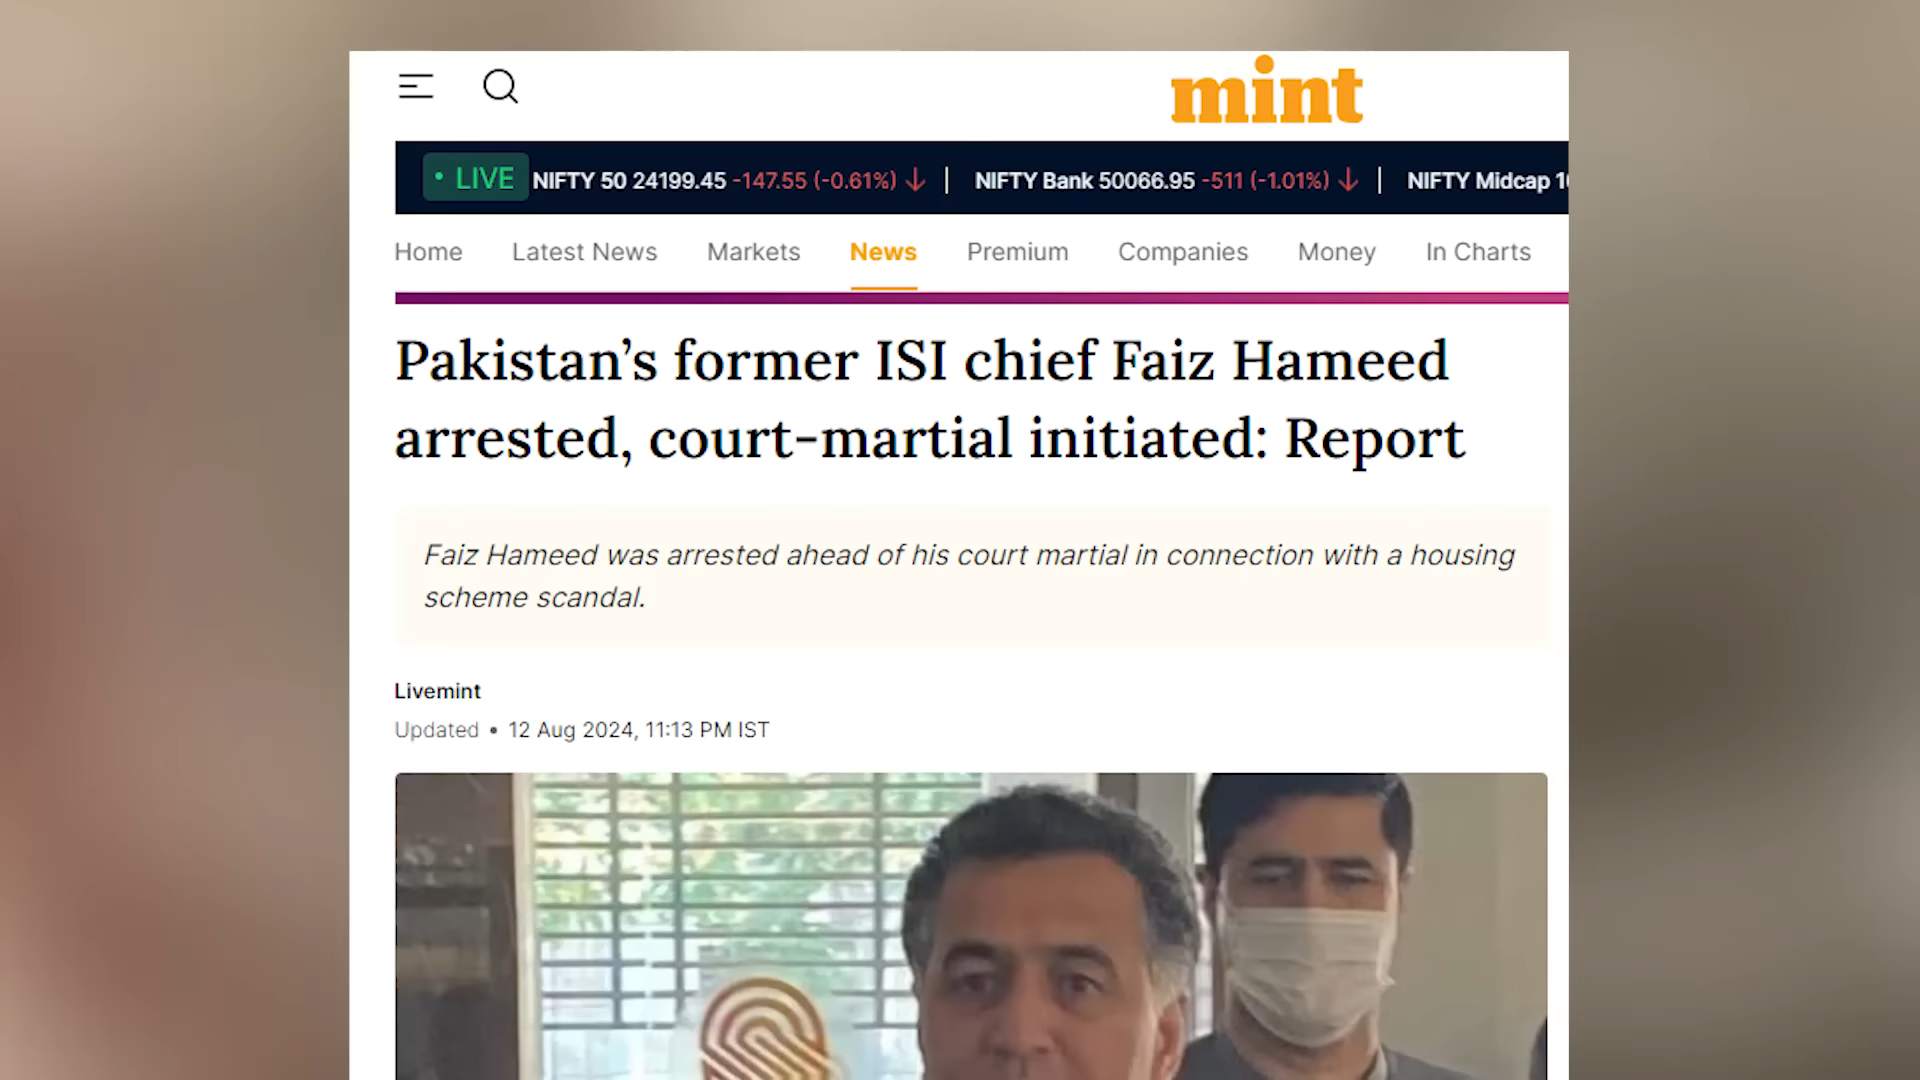 mint
• LIVE NIFTY 50 24199.45 -147.55 (-0.61%) ↓ | NIFTY Bank 50066.95 -511 (-1.01%) ↓ | NIFTY Midcap
Home Latest News Markets News Premium Companies Money In Charts
Pakistan’s former ISI chief Faiz Hameed
arrested, court-martial initiated: Report
Faiz Hameed was arrested ahead of his court martial in connection with a housing
scheme scandal.
Livemint
Updated • 12 Aug 2024, 11:13 PM IST